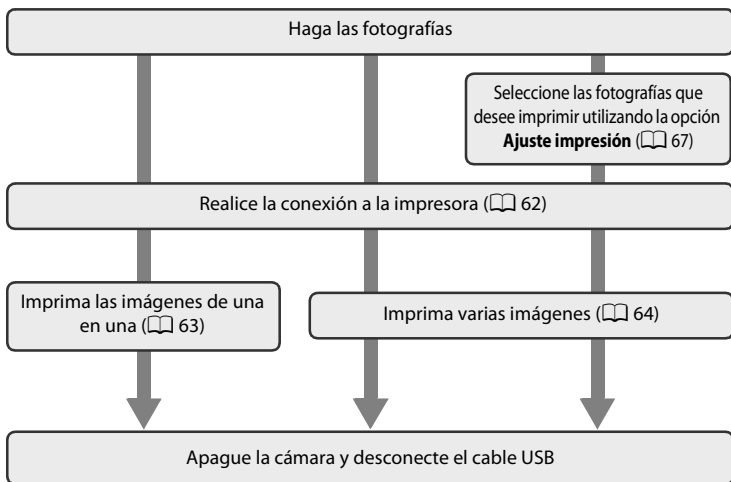 Haga las fotografías
Seleccione las fotografías que
desee imprimir utilizando la opción
Ajuste impresión (📖 67)
Realice la conexión a la impresora (📖 62)
Imprima las imágenes de una
en una (📖 63)
Imprima varias imágenes (📖 64)
Apague la cámara y desconecte el cable USB